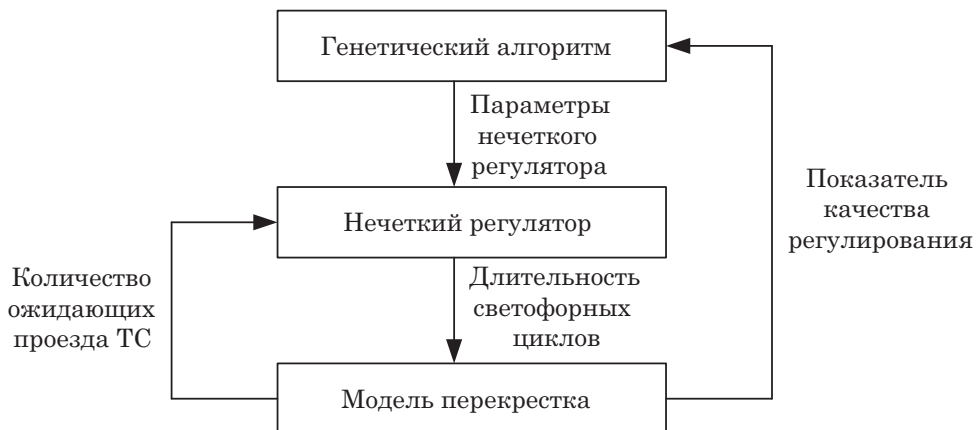 Генетический алгоритм
Параметры
нечеткого
регулятора
Показатель
качества
регулирования
Нечеткий регулятор
Количество
ожидающих
проезда ТС
Длительность
светофорных
циклов
Модель перекрестка